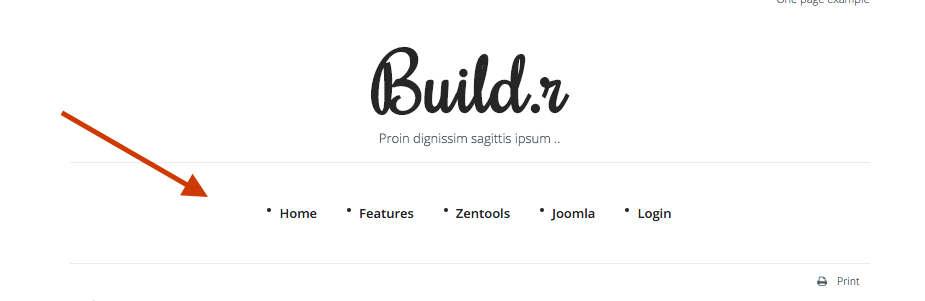 One page example
Build.r
Proin dignissim sagittis ipsum ..
• Home • Features • Zentools • Joomla • Login
Print